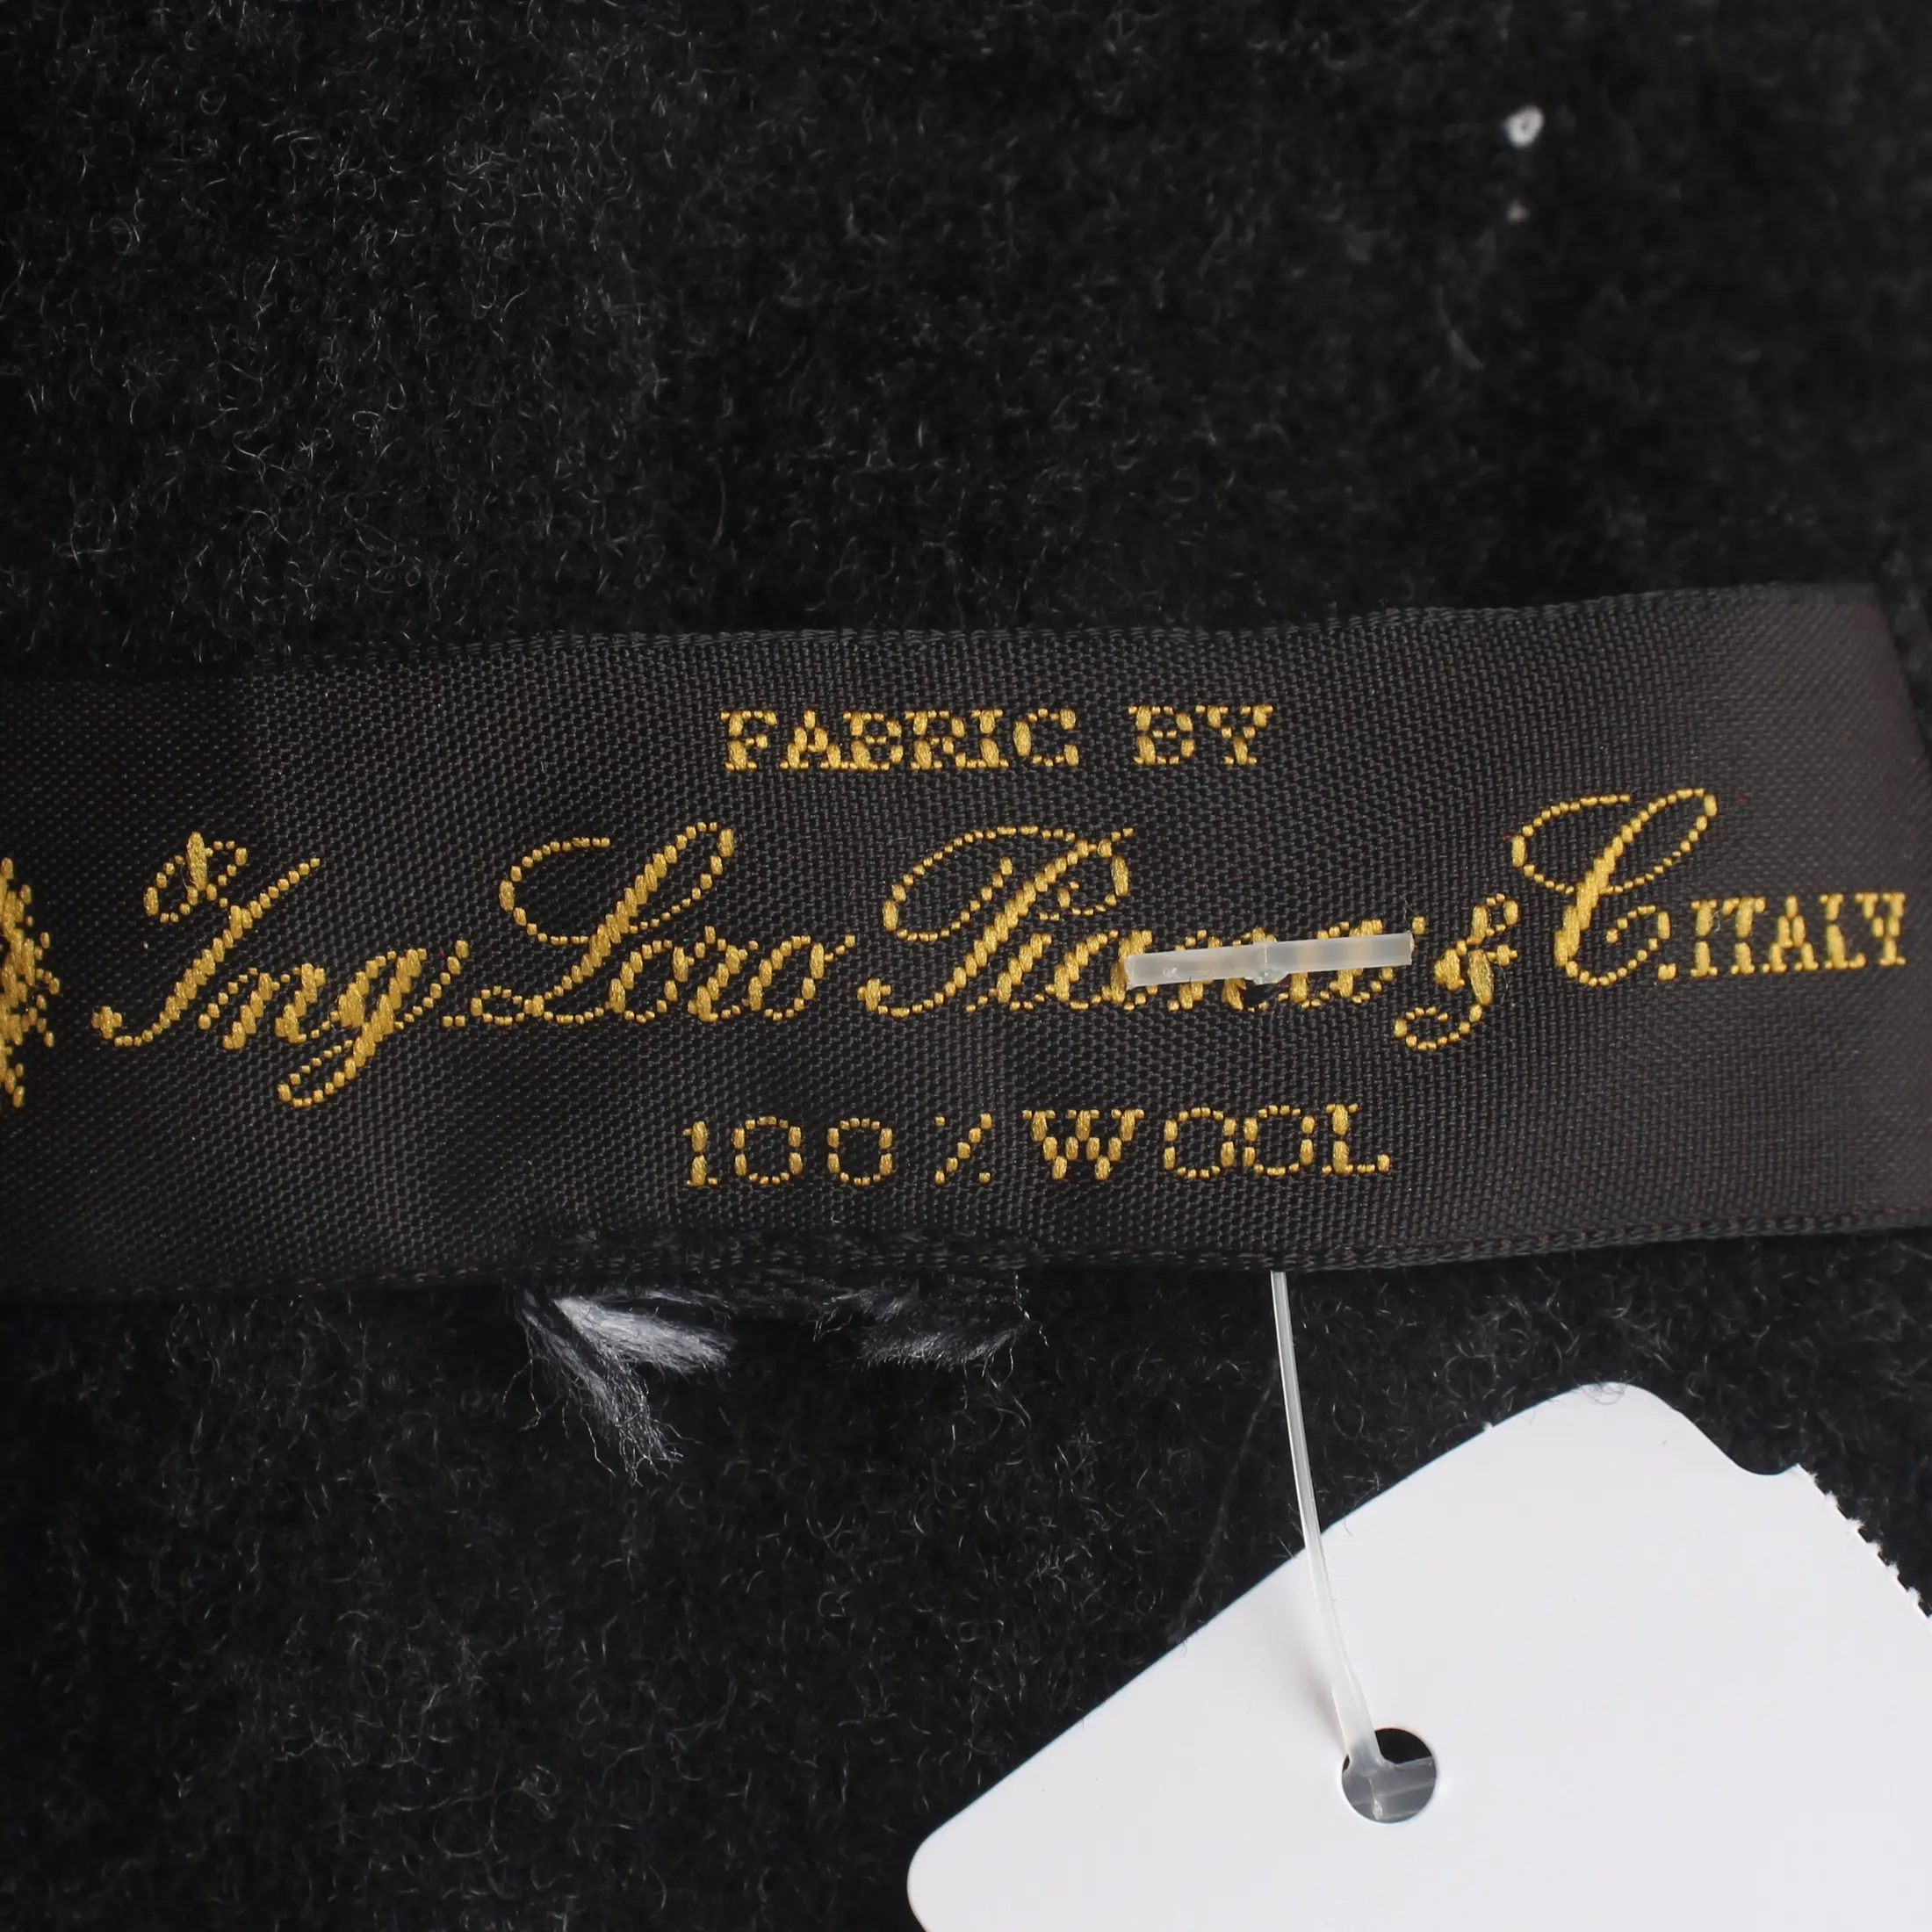 FABRIC BY
Ing. Loro Piana & C. ITALY
100% WOOL